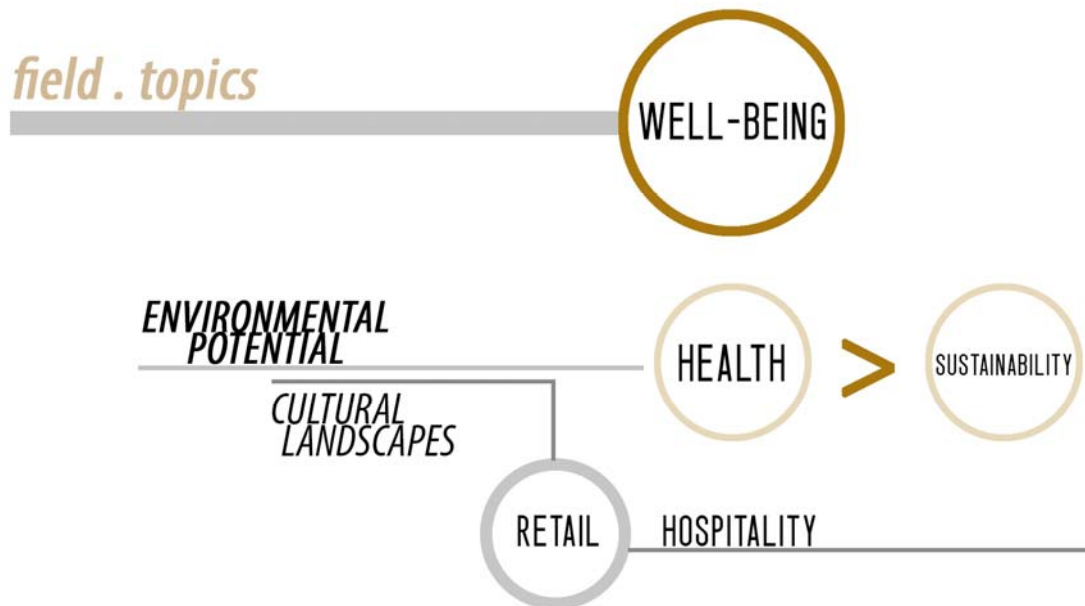 field . topics
WELL-BEING
ENVIRONMENTAL
POTENTIAL
HEALTH
>
SUSTAINABILITY
CULTURAL
LANDSCAPES
RETAIL
HOSPITALITY